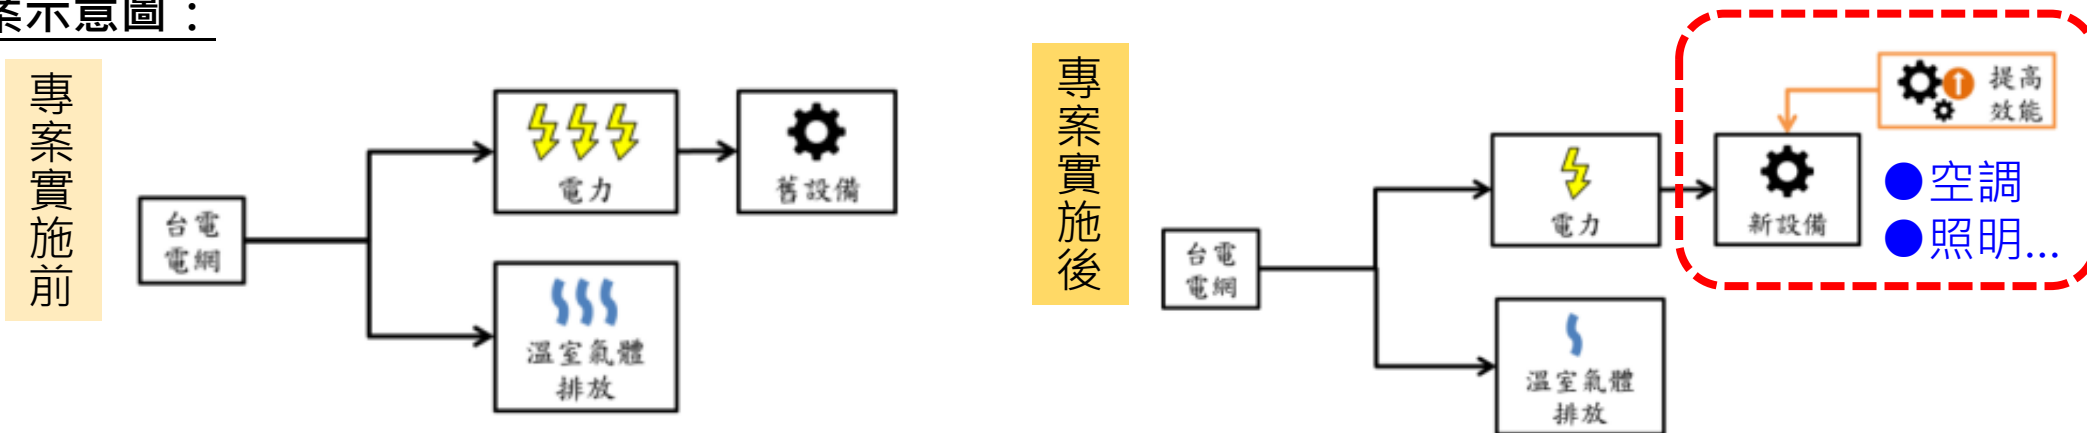 案示意圖：
專案實施前
台電
電網
電力
舊設備
溫室氣體
排放
專案實施後
台電
電網
電力
新設備
溫室氣體
排放
提高
效能
●空調
●照明...